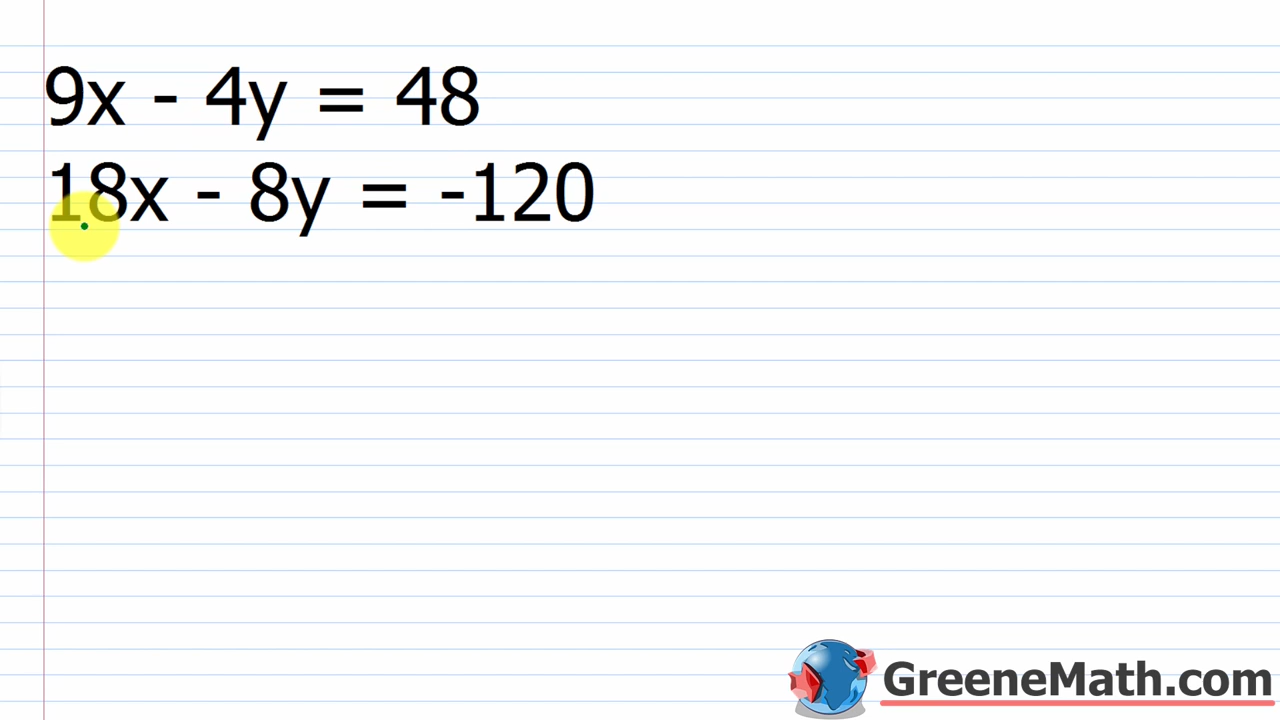 9x - 4y = 48
18x - 8y = -120
GreeneMath.com